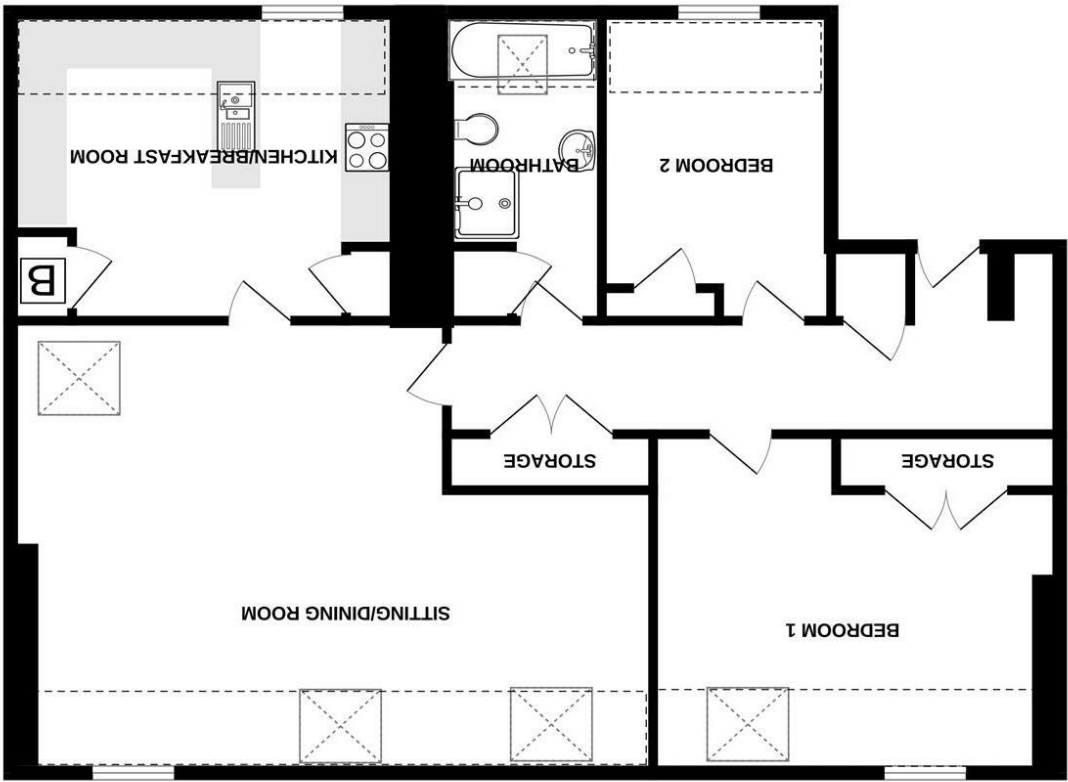 BEDROOM 1
SITTING/DINING ROOM
STORAGE
STORAGE
B
BEDROOM 2
BATHROOM
KITCHEN/BREAKFAST ROOM